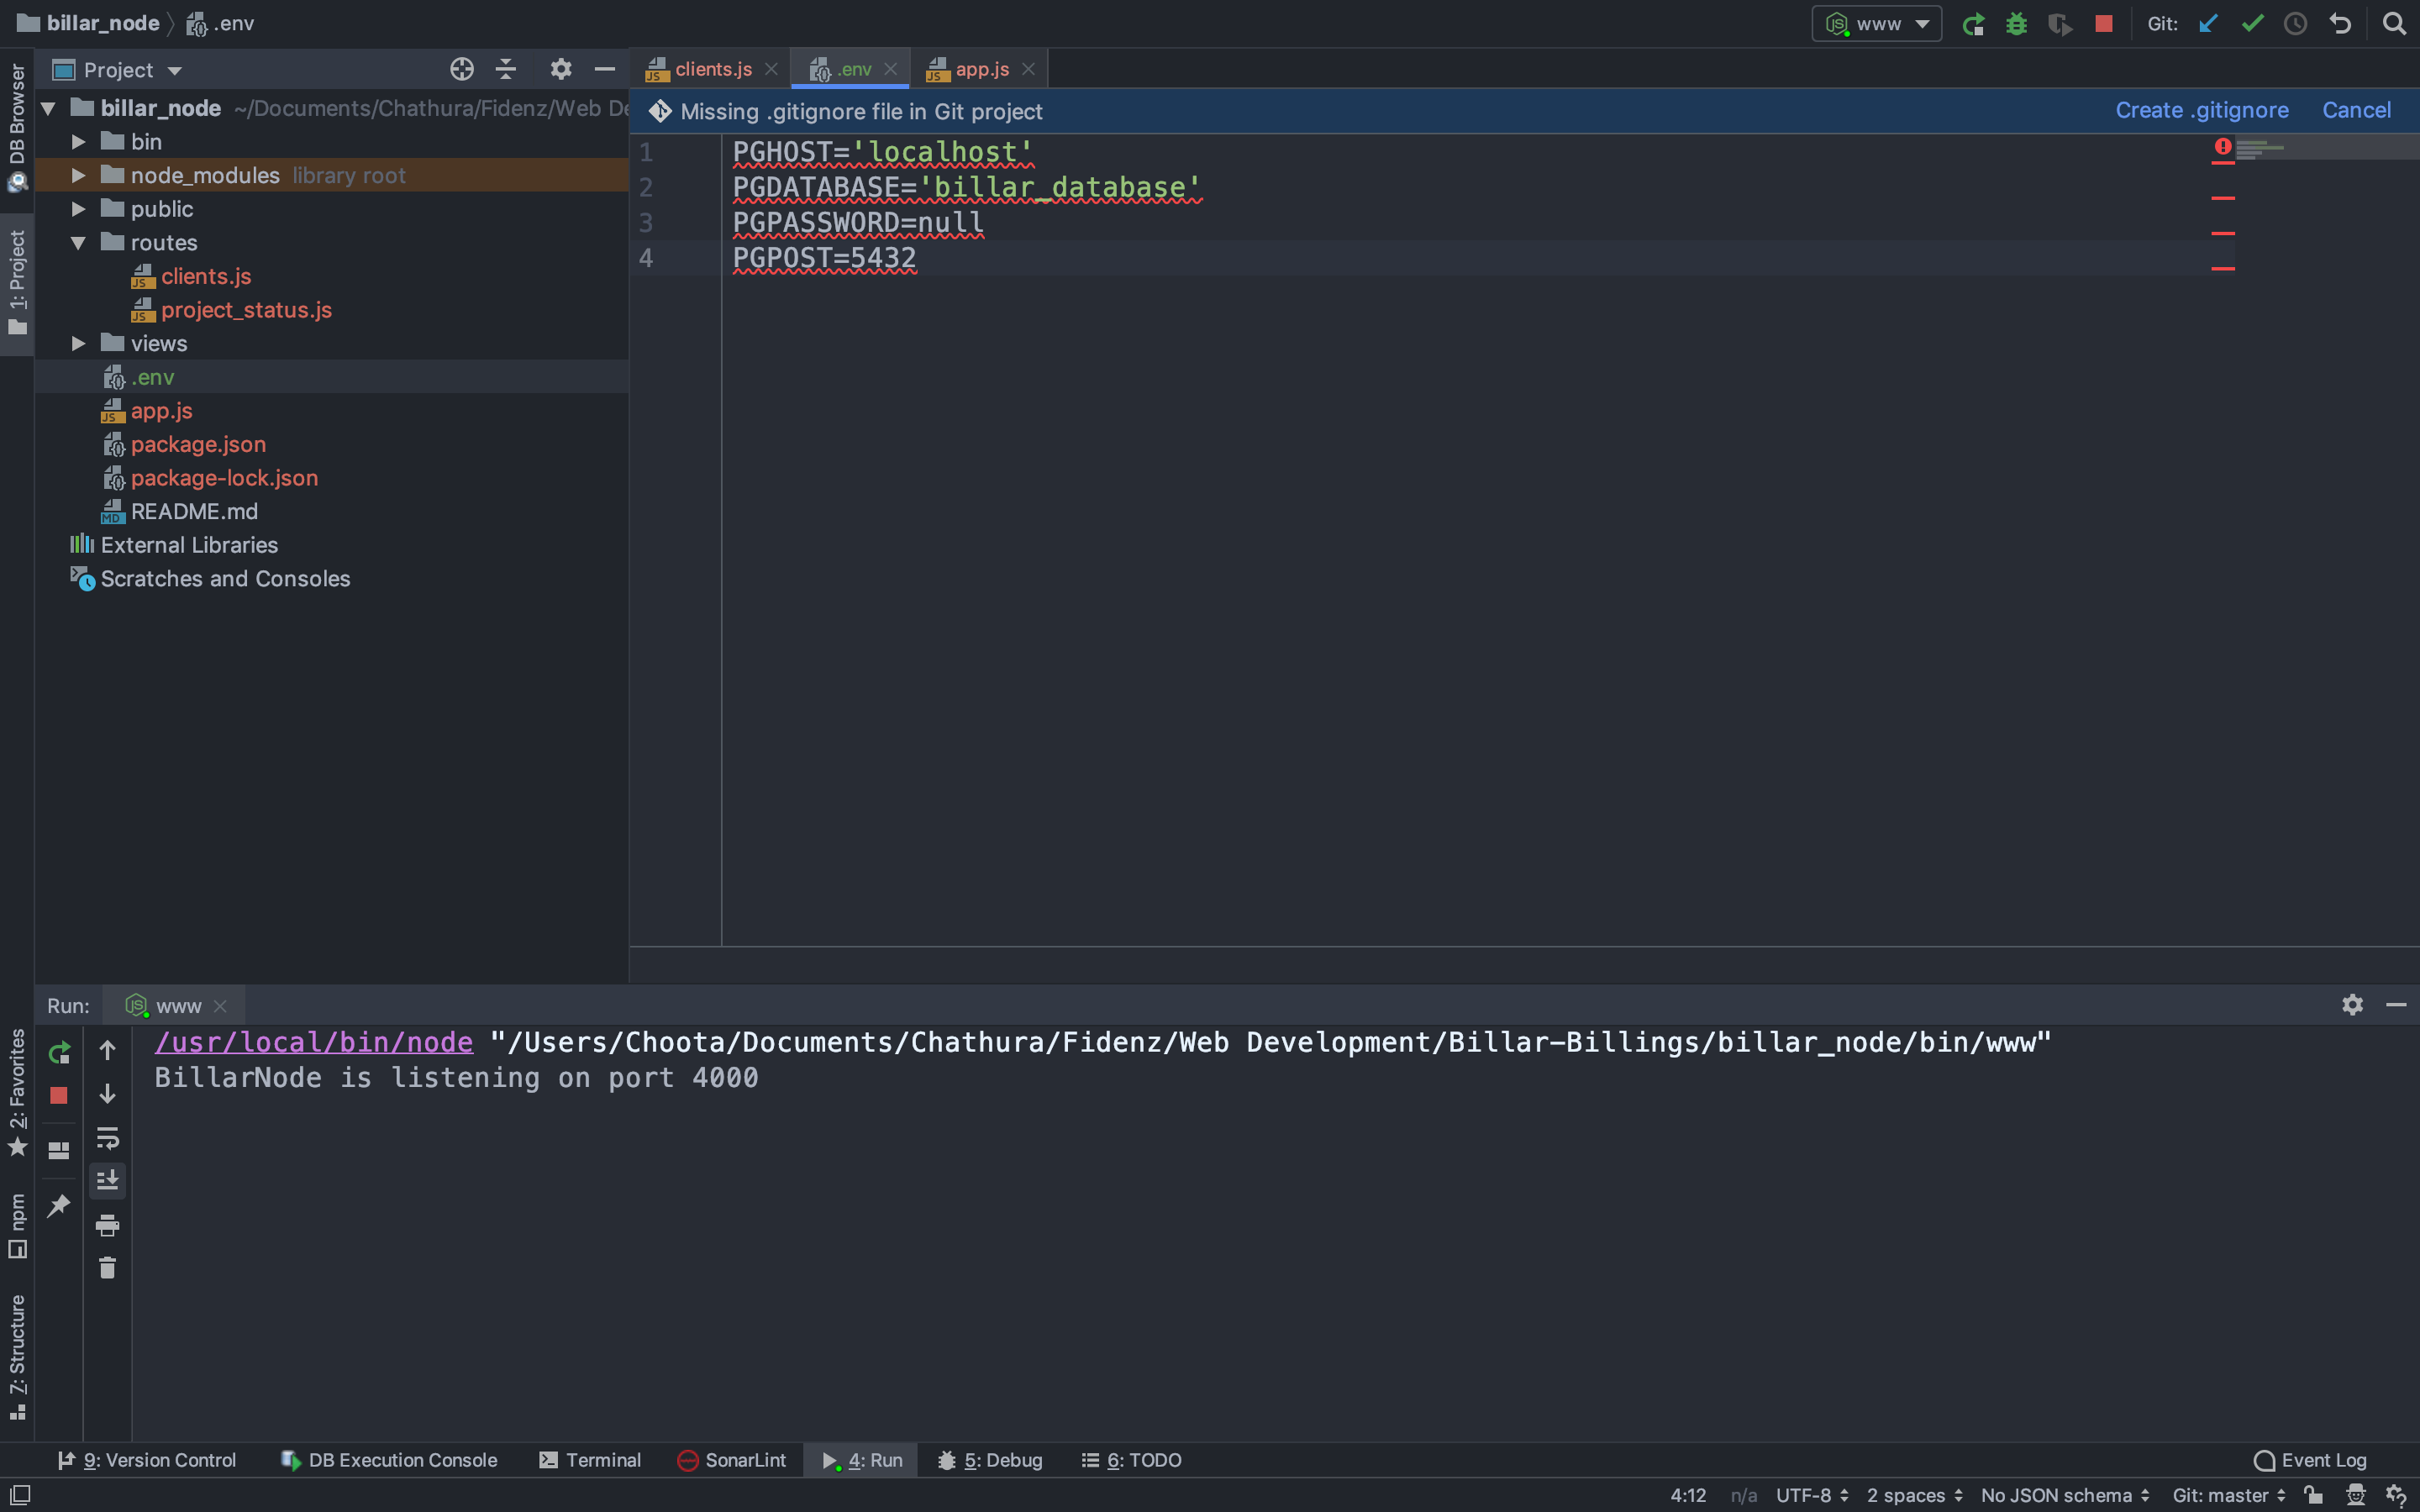 billar_node
.env
www
Git:
Project
clients.js
.env
app.js
billar_node ~/Documents/Chathura/Fidenz/Web De
bin
node_modules library root
public
routes
clients.js
project_status.js
views
.env
app.js
package.json
package-lock.json
README.md
External Libraries
Scratches and Consoles
DB Browser
1: Project
2: Favorites
npm
7: Structure
Missing .gitignore file in Git project
Create .gitignore
Cancel
1 PGHOST='localhost'
2 PGDATABASE='billar_database'
3 PGPASSWORD=null
4 PGPOST=5432
Run:
www
/usr/local/bin/node "/Users/Choota/Documents/Chathura/Fidenz/Web Development/Billar-Billings/billar_node/bin/www"
BillarNode is listening on port 4000
9: Version Control
DB Execution Console
Terminal
SonarLint
4: Run
5: Debug
6: TODO
Event Log
4:12
n/a
UTF-8
2 spaces
No JSON schema
Git: master